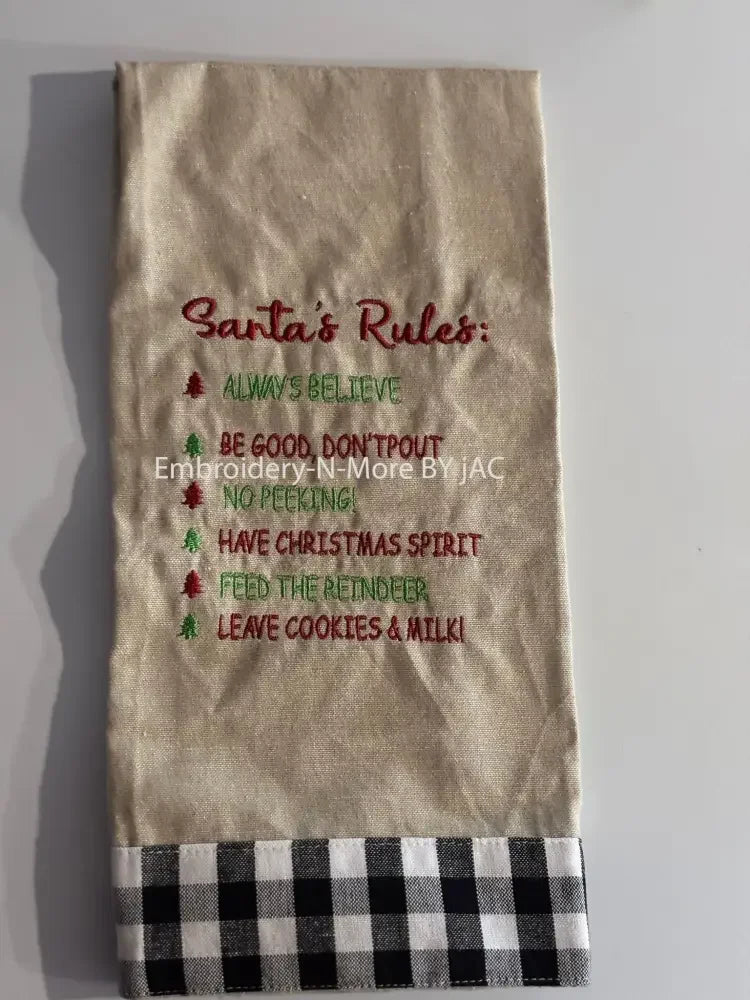 Santa's Rules:
ALWAYS BELIEVE
BE GOOD, DON'TPOUT
Embroidery-N-More BY jAC
NO PEEKING!
HAVE CHRISTMAS SPIRIT
FEED THE REINDEER
LEAVE COOKIES & MILK!